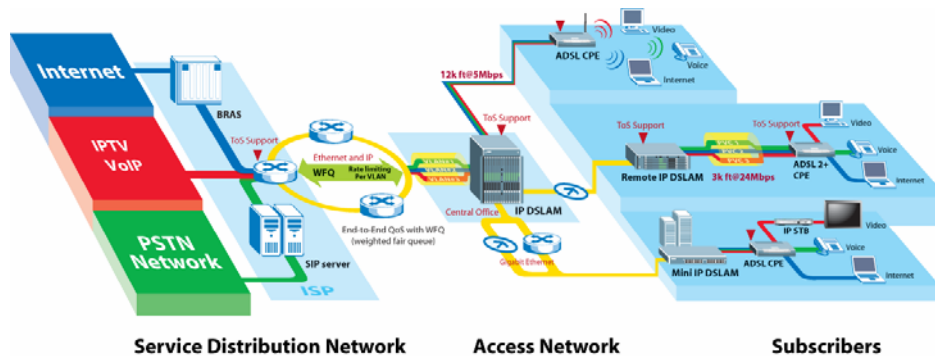 Internet
BRAS
IPTV
VoIP
PSTN
Network
ToS Support
Ethernet and IP
WFQ
Rate limiting
Per VLAN
End-to-End QoS with WFQ
(weighted fair queue)
SIP server
ISP
12k ft@5Mbps
Central Office
IP DSLAM
Gigabit Ethernet
ADSL CPE
Video
Voice
Internet
ToS Support
Remote IP DSLAM
3k ft@24Mbps
ToS Support
ADSL 2+
CPE
Video
Voice
Internet
Mini IP DSLAM
ADSL CPE
IP STB
Video
Voice
Internet
Service Distribution Network
Access Network
Subscribers